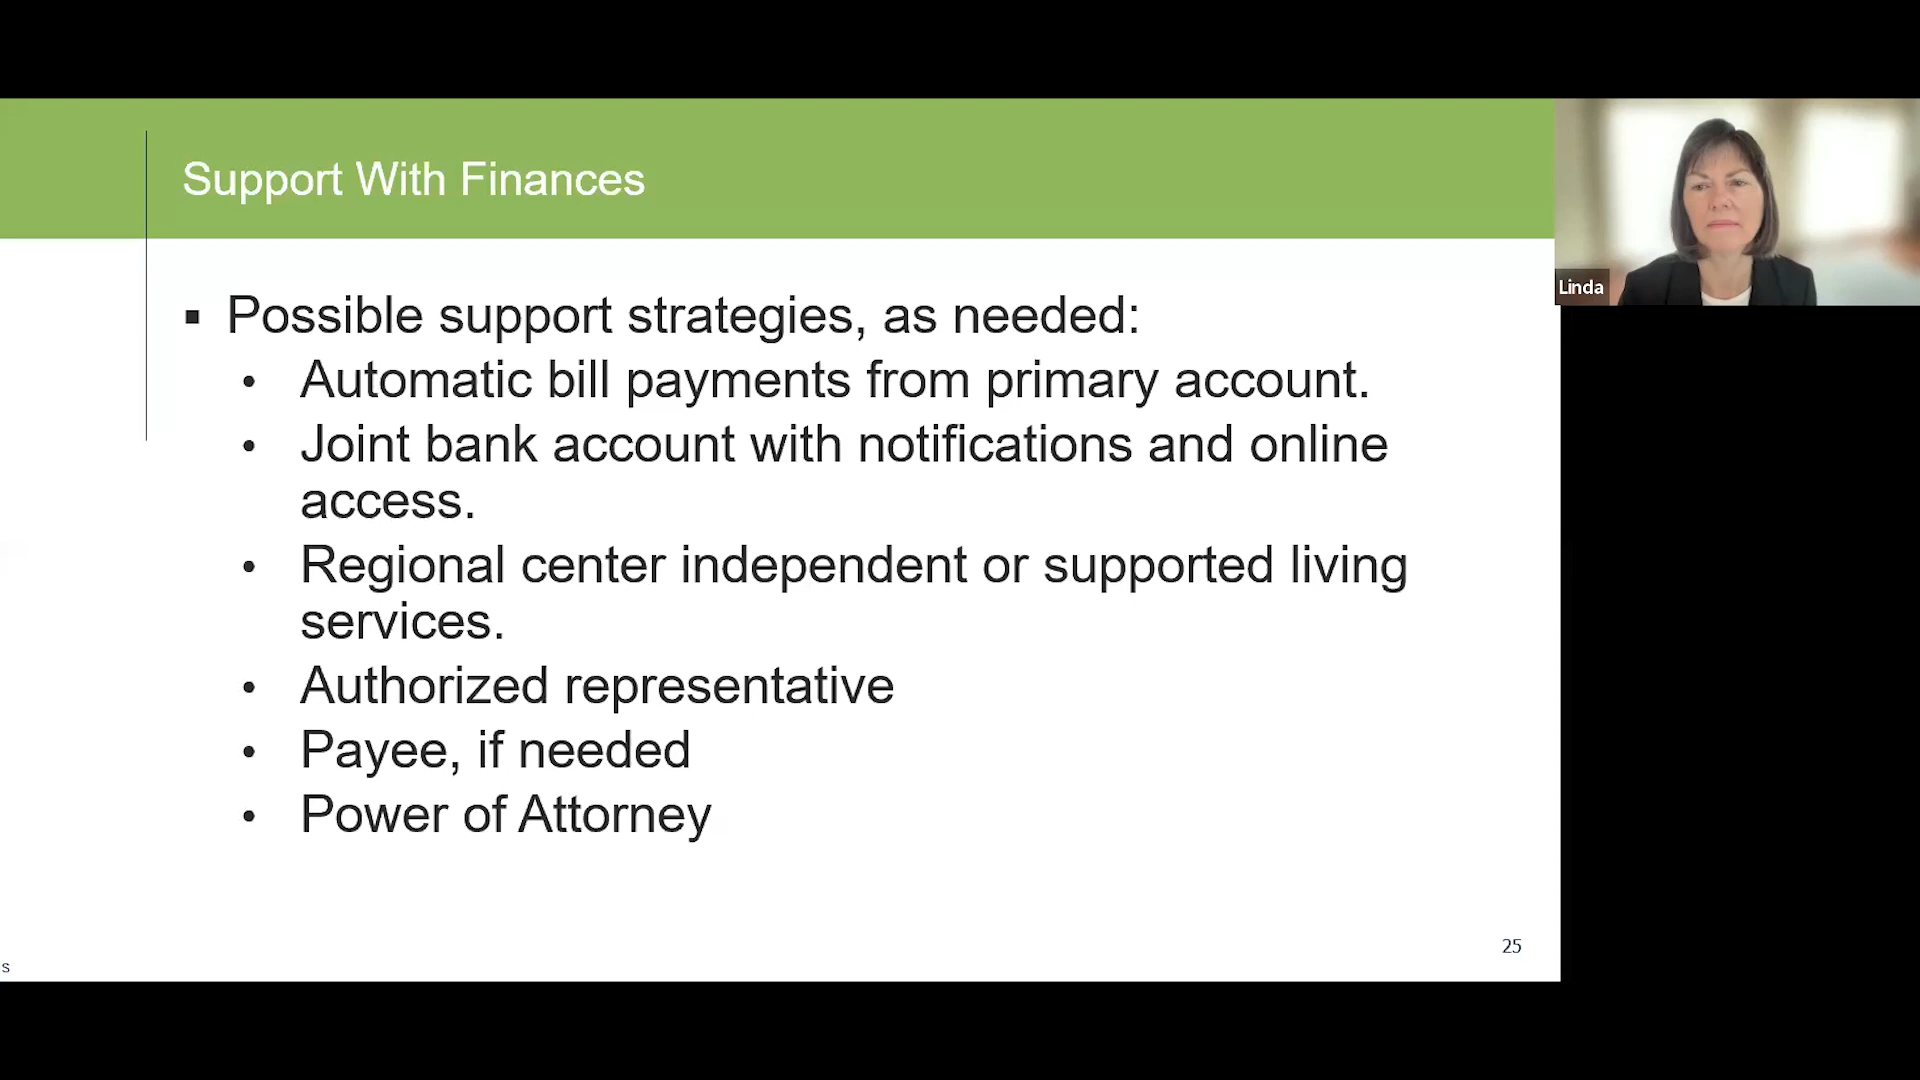 Support With Finances
Linda
▪ Possible support strategies, as needed:
• Automatic bill payments from primary account.
• Joint bank account with notifications and online
access.
• Regional center independent or supported living
services.
• Authorized representative
• Payee, if needed
• Power of Attorney
25
s